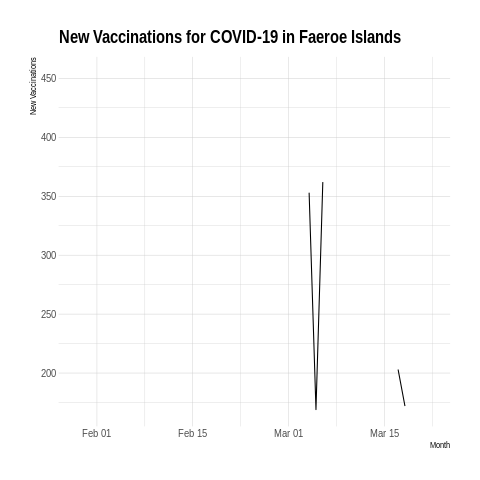 New Vaccinations for COVID-19 in Faeroe Islands
New Vaccinations
450
400
350
300
250
200
Feb 01 Feb 15 Mar 01 Mar 15
Month